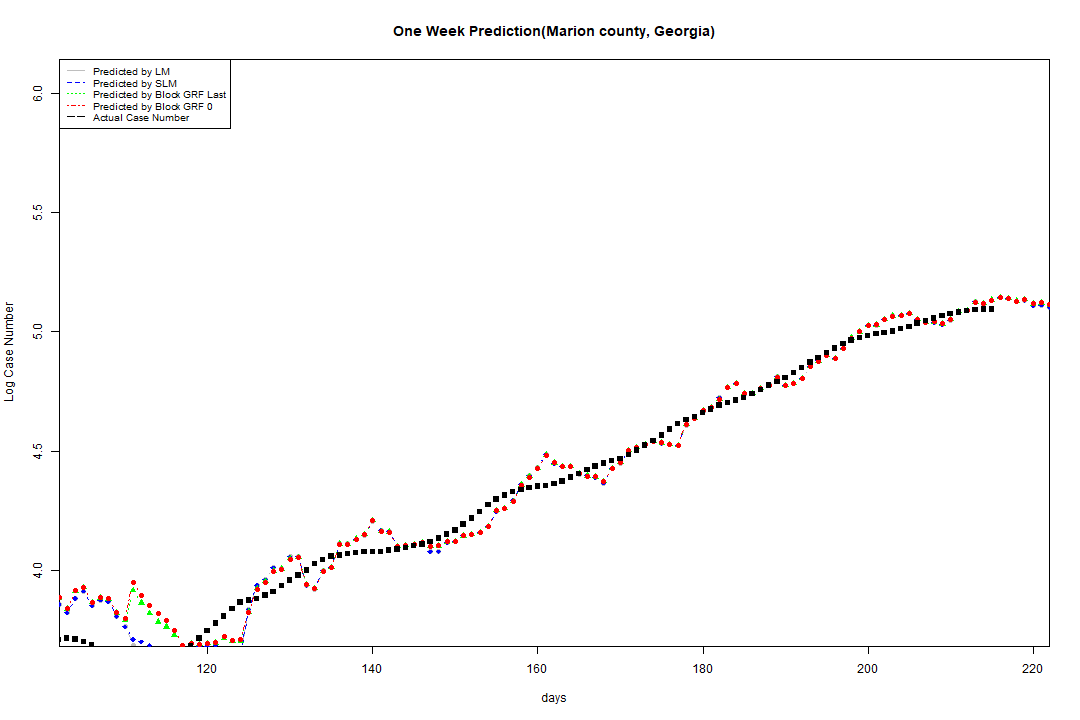 One Week Prediction(Marion county, Georgia)
Predicted by LM
Predicted by SLM
Predicted by Block GRF Last
Predicted by Block GRF 0
Actual Case Number
6.0
5.5
5.0
4.5
4.0
Log Case Number
120 140 160 180 200 220
days